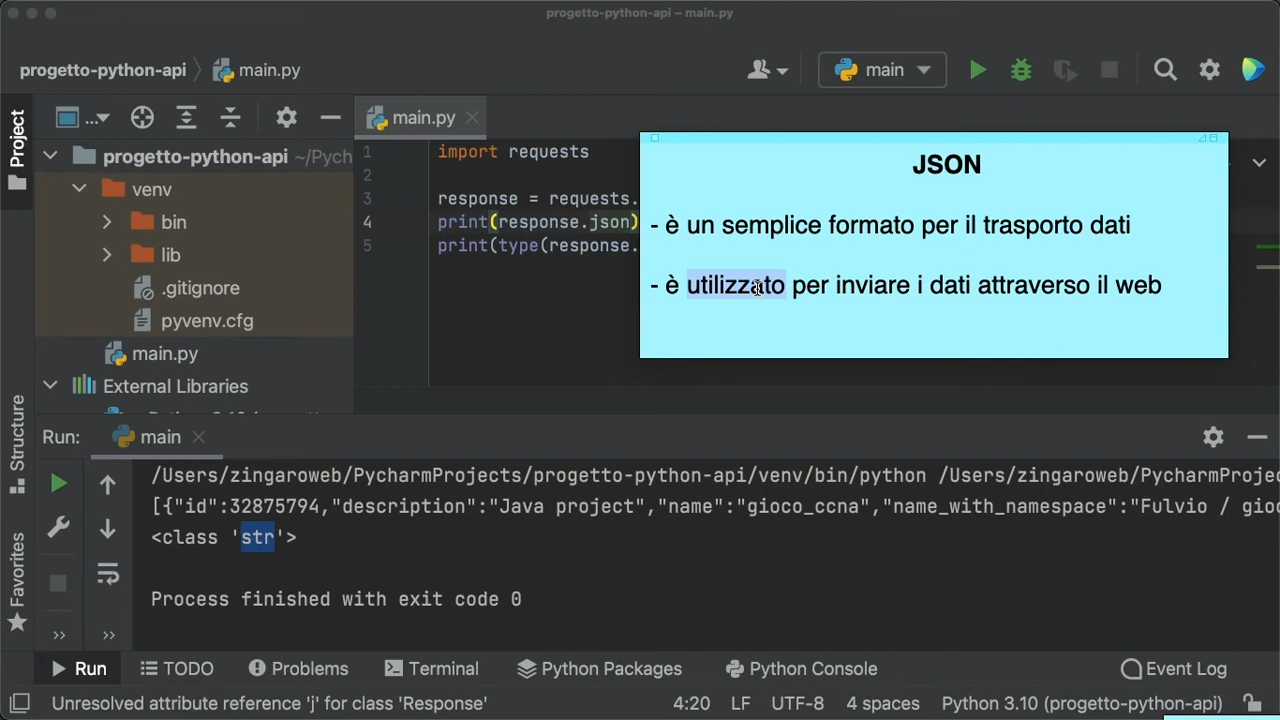 progetto-python-api – main.py
progetto-python-api
main.py
main
Project
...
main.py
progetto-python-api ~/Pych
venv
bin
lib
.gitignore
pyvenv.cfg
main.py
External Libraries
1 import requests
2
3 response = requests.
4 print(response.json)
5 print(type(response.
JSON
- è un semplice formato per il trasporto dati
- è utilizzato per inviare i dati attraverso il web
Structure
Favorites
Run: main
/Users/zingaroweb/PycharmProjects/progetto-python-api/venv/bin/python /Users/zingaroweb/PycharmProje
[{"id":32875794,"description":"Java project","name":"gioco_ccna","name_with_namespace":"Fulvio / gio
<class 'str'>
Process finished with exit code 0
Run
TODO
Problems
Terminal
Python Packages
Python Console
Event Log
Unresolved attribute reference 'j' for class 'Response'
4:20 LF UTF-8 4 spaces Python 3.10 (progetto-python-api)